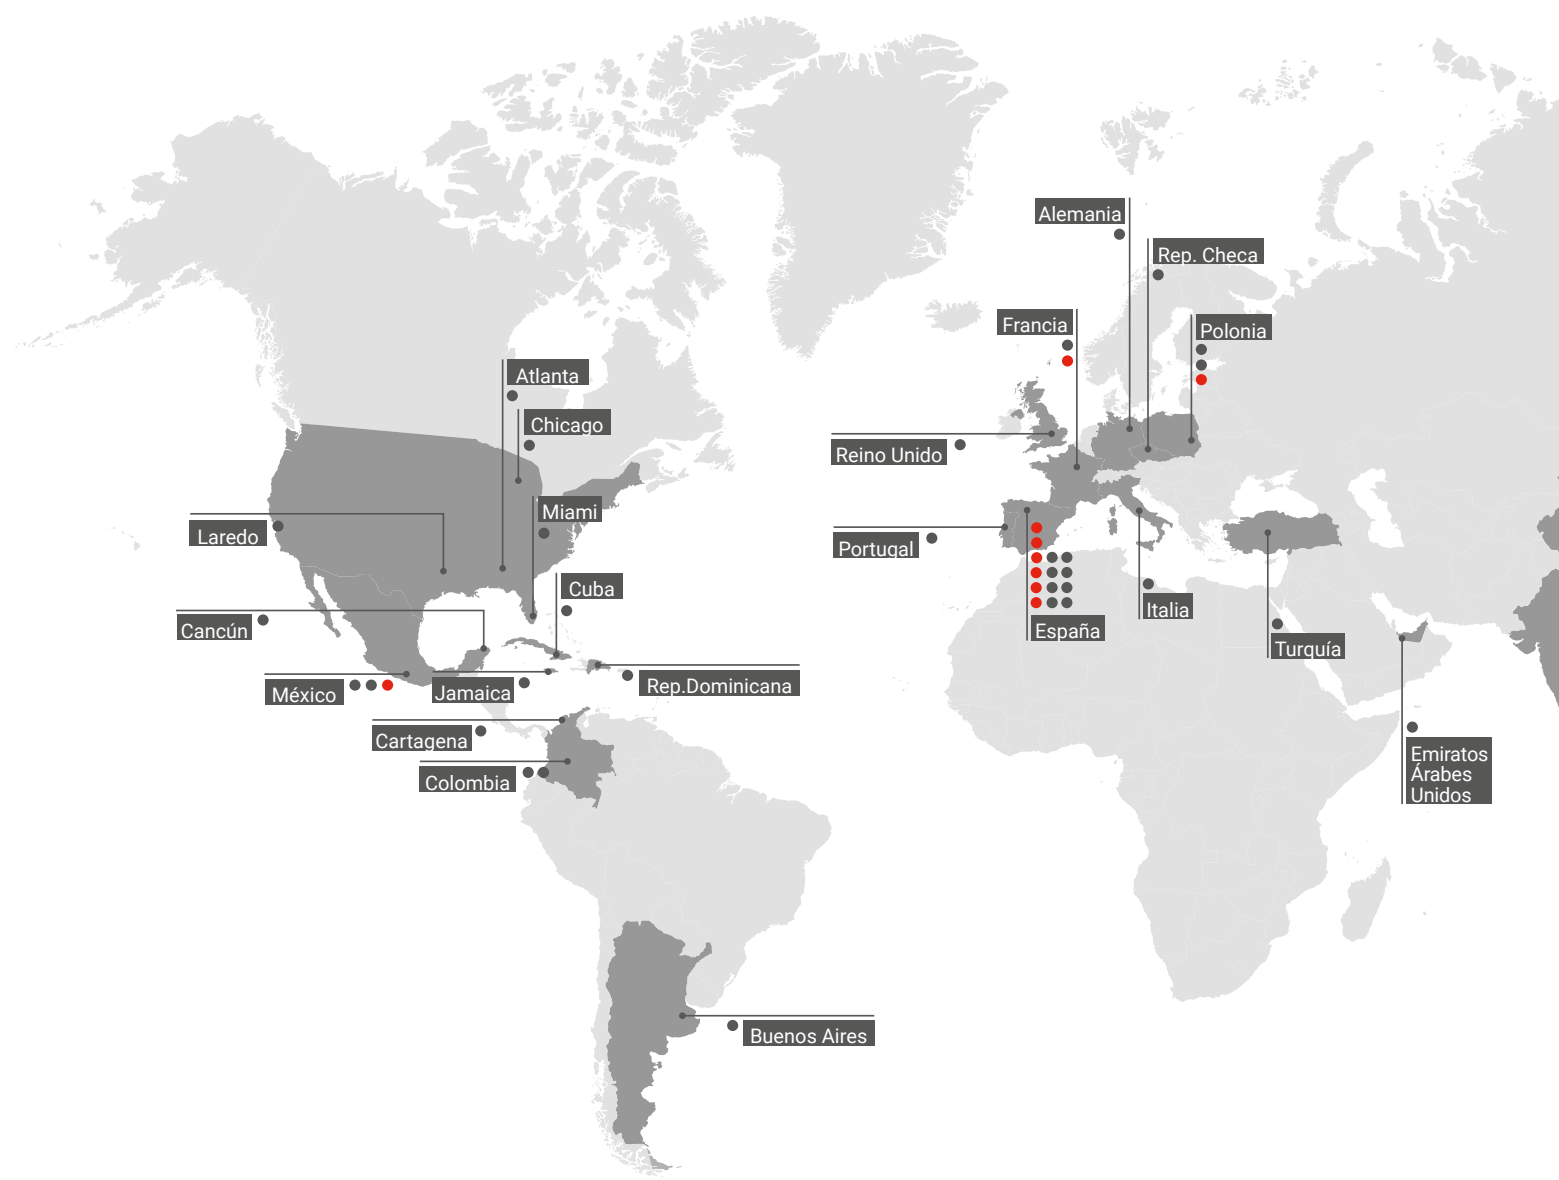 Alemania
Rep. Checa
Francia
Polonia
Atlanta
Chicago
Reino Unido
Miami
Laredo
Portugal
Cuba
Italia
Cancún
España
Turquía
México
Jamaica
Rep.Dominicana
Cartagena
Emiratos
Árabes
Unidos
Colombia
Buenos Aires